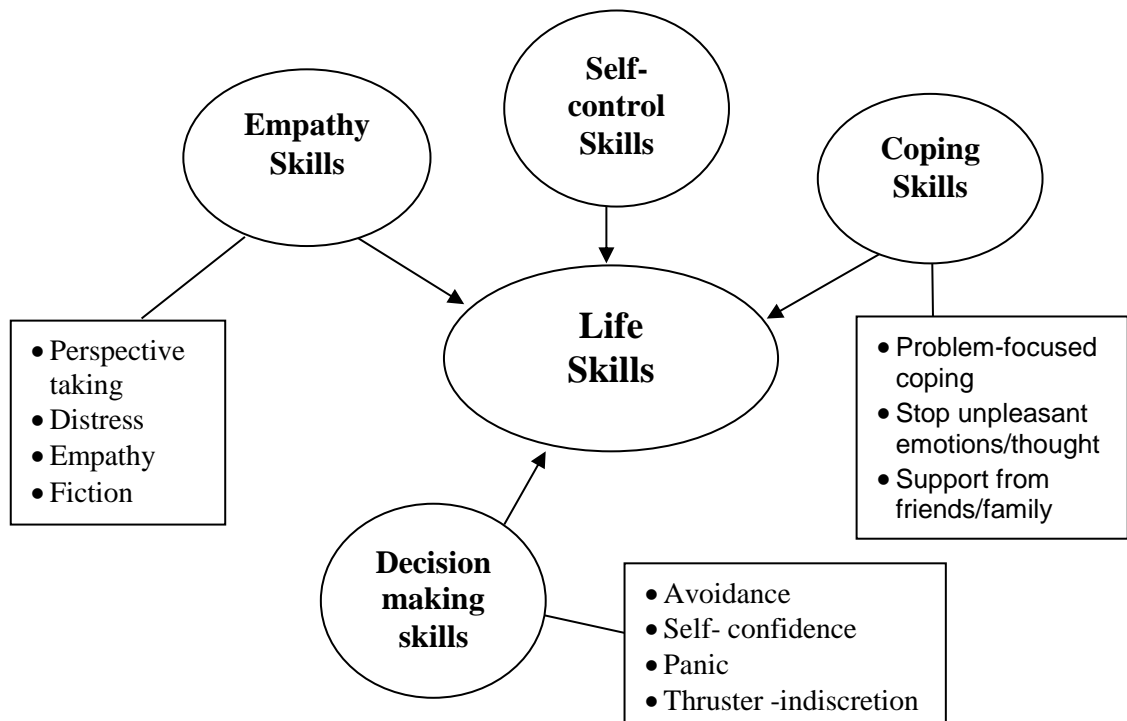 Self-
control
Skills
Empathy
Skills
Coping
Skills
Life
Skills
• Perspective
taking
• Distress
• Empathy
• Fiction
• Problem-focused
coping
• Stop unpleasant
emotions/thought
• Support from
friends/family
Decision
making
skills
• Avoidance
• Self- confidence
• Panic
• Thruster -indiscretion